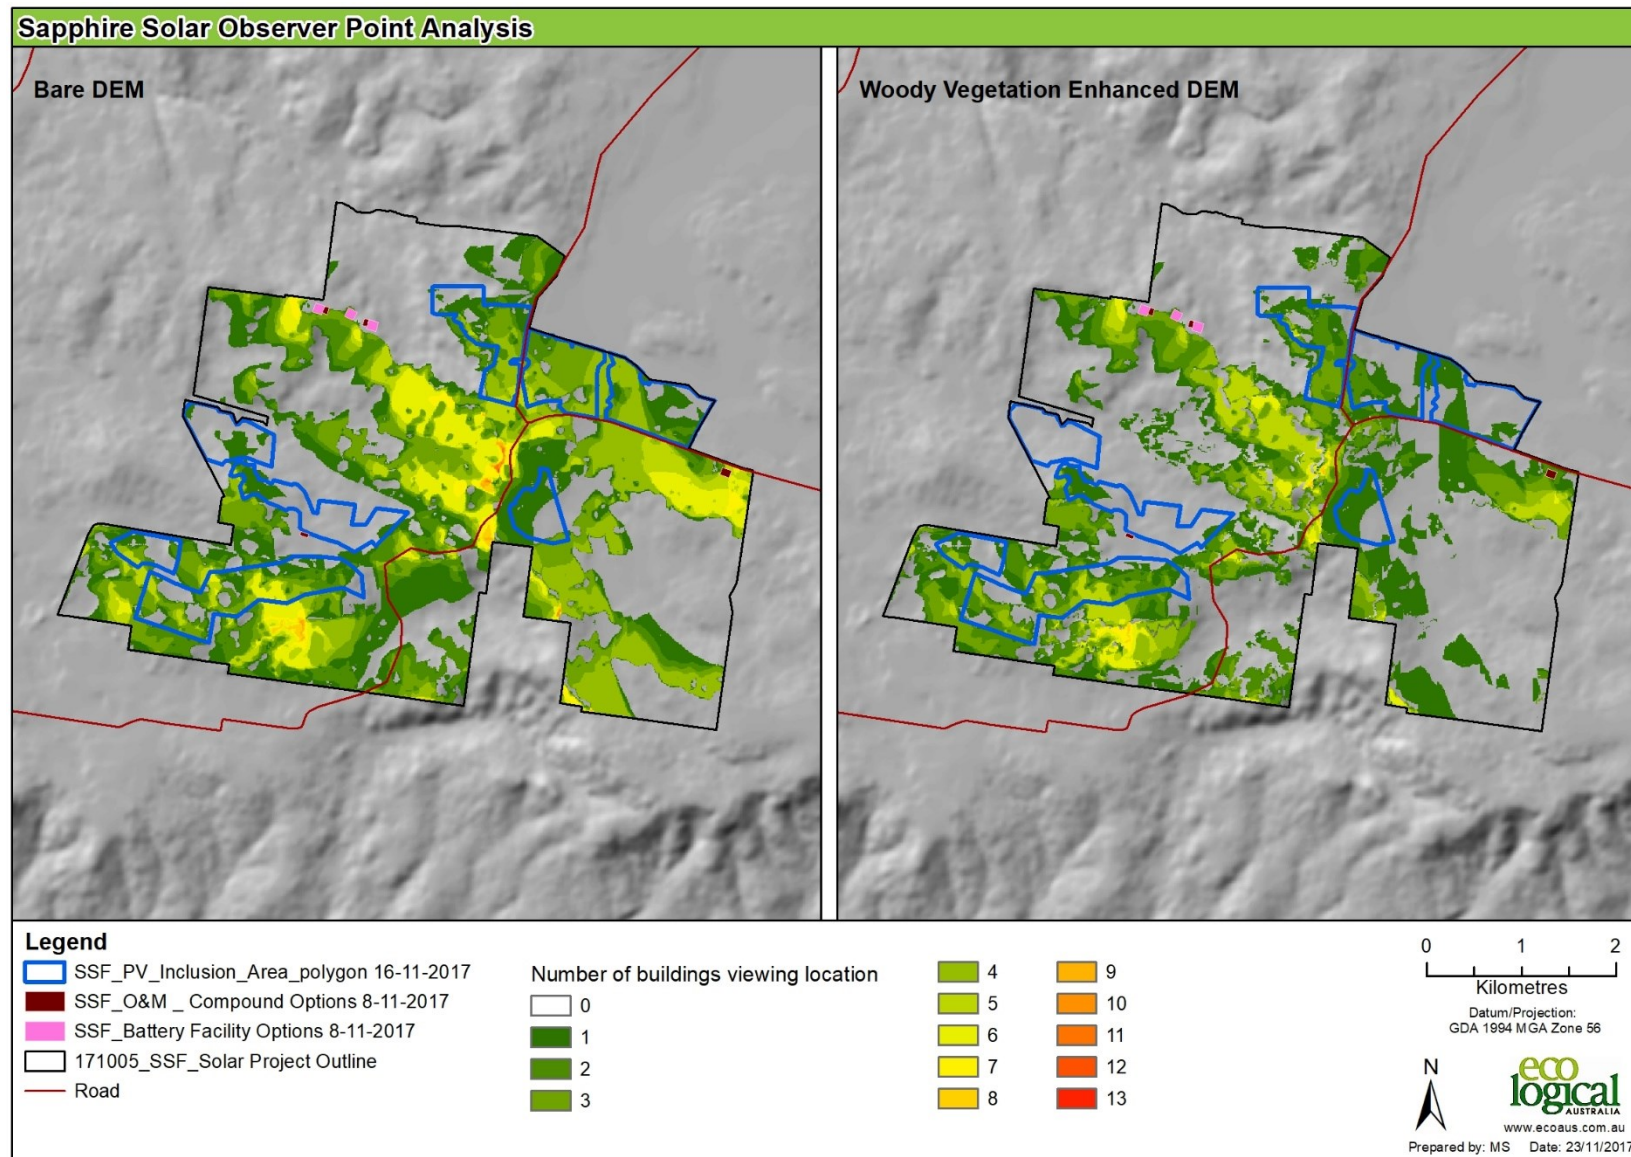 Sapphire Solar Observer Point Analysis
Bare DEM
Woody Vegetation Enhanced DEM
Legend
SSF_PV_Inclusion_Area_polygon 16-11-2017
SSF_O&M _ Compound Options 8-11-2017
SSF_Battery Facility Options 8-11-2017
171005_SSF_Solar Project Outline
Road
Number of buildings viewing location
0
1
2
3
4
5
6
7
8
9
10
11
12
13
0 1 2
Kilometres
Datum/Projection:
GDA 1994 MGA Zone 56
N
eco
logical
AUSTRALIA
www.ecoaus.com.au
Prepared by: MS Date: 23/11/2017